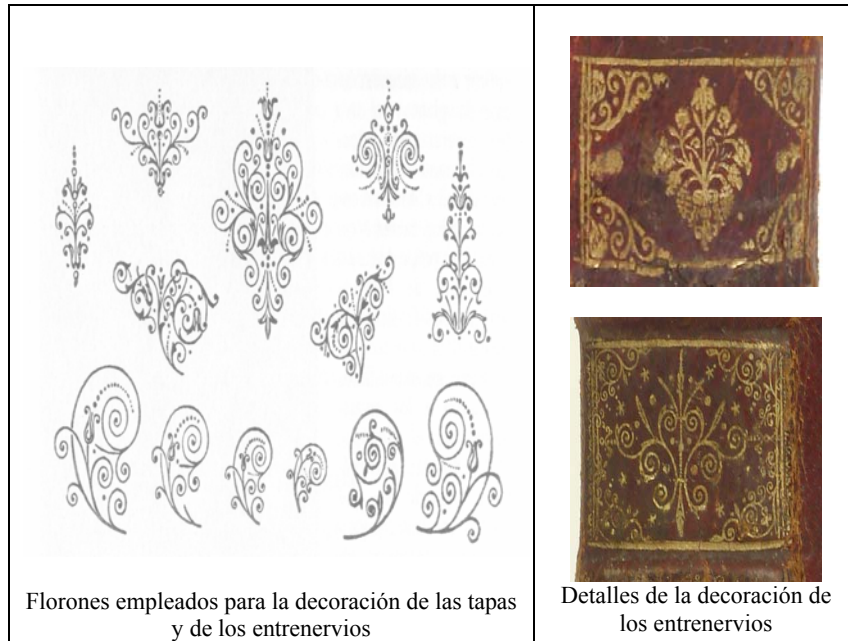 Florones empleados para la decoración de las tapas
y de los entrenervios
Detalles de la decoración de
los entrenervios